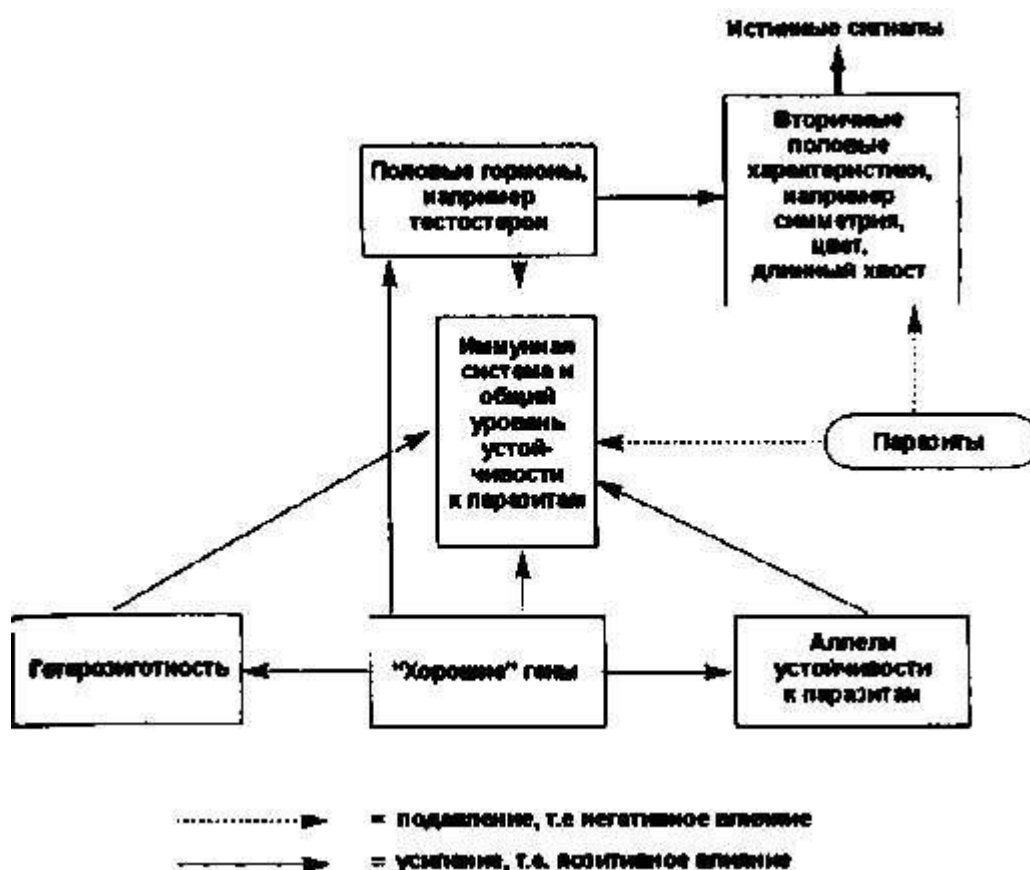 Истинные сигналы
Вторичные
половые
характеристики,
например
симметрия,
цвет,
длинный хвост
Половые гормоны,
например
тестостерон
Иммунная
система и
общий
уровень
устой-
чивости
к паразитам
Паразиты
Гетерозиготность
"Хорошие" гены
Аллели
устойчивости
к паразитам
= подавление, т.е негативное влияние
= усиление, т.е. позитивное влияние